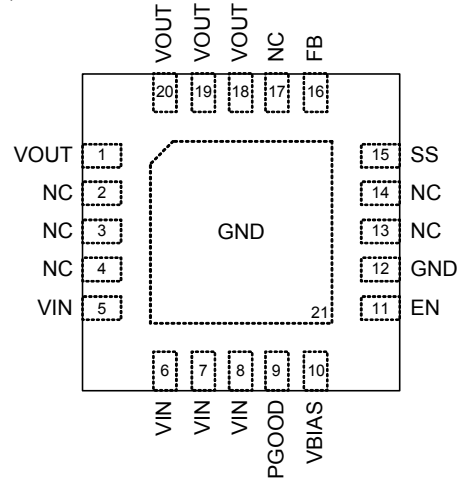 VOUT VOUT VOUT NC FB
20 19 18 17 16
VOUT 1 15 SS
NC 2 14 NC
NC 3 GND 13 NC
NC 4 12 GND
VIN 5 21 11 EN
6 7 8 9 10
VIN VIN VIN PGOOD VBIAS